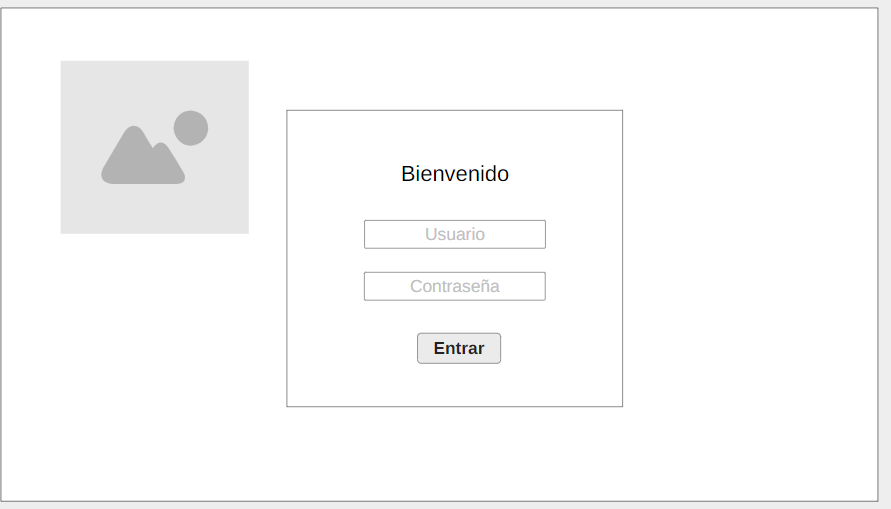 Bienvenido
Usuario
Contraseña
Entrar